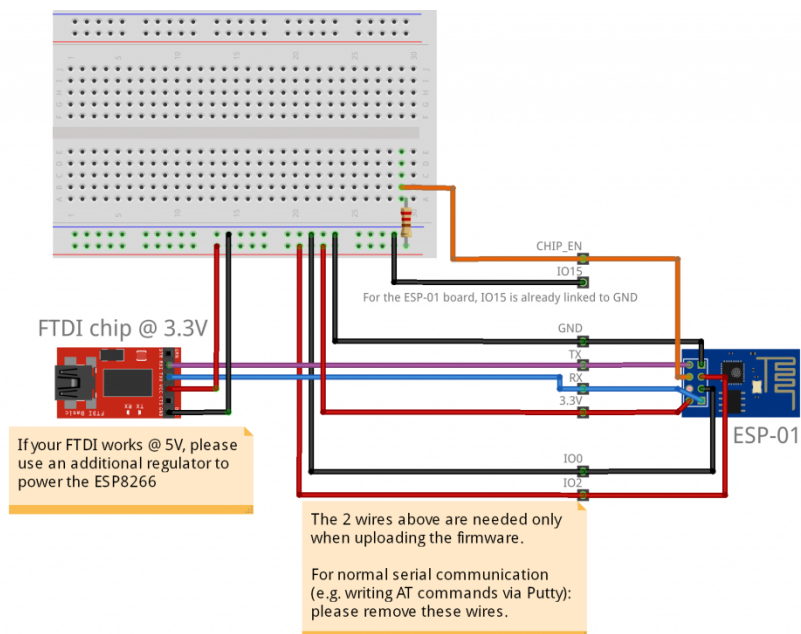 CHIP_EN
IO15
For the ESP-01 board, IO15 is already linked to GND
FTDI chip @ 3.3V
GND
TX
RX
3.3V
ESP-01
FTDI Basic
If your FTDI works @ 5V, please
use an additional regulator to
power the ESP8266
IO0
IO2
The 2 wires above are needed only
when uploading the firmware.
For normal serial communication
(e.g. writing AT commands via Putty):
please remove these wires.